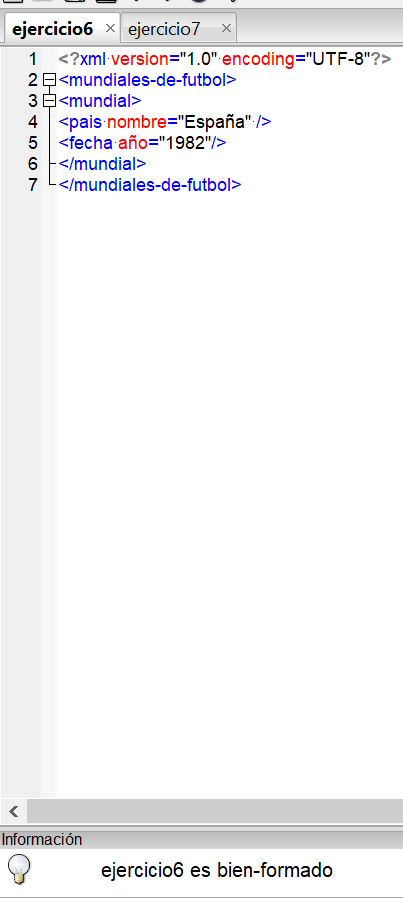 ejercicio6 × ejercicio7 ×
1 <?xml version="1.0" encoding="UTF-8"?>
2 <mundiales-de-futbol>
3 <mundial>
4 <pais nombre="España" />
5 <fecha año="1982"/>
6 </mundial>
7 </mundiales-de-futbol>
Información
ejercicio6 es bien-formado